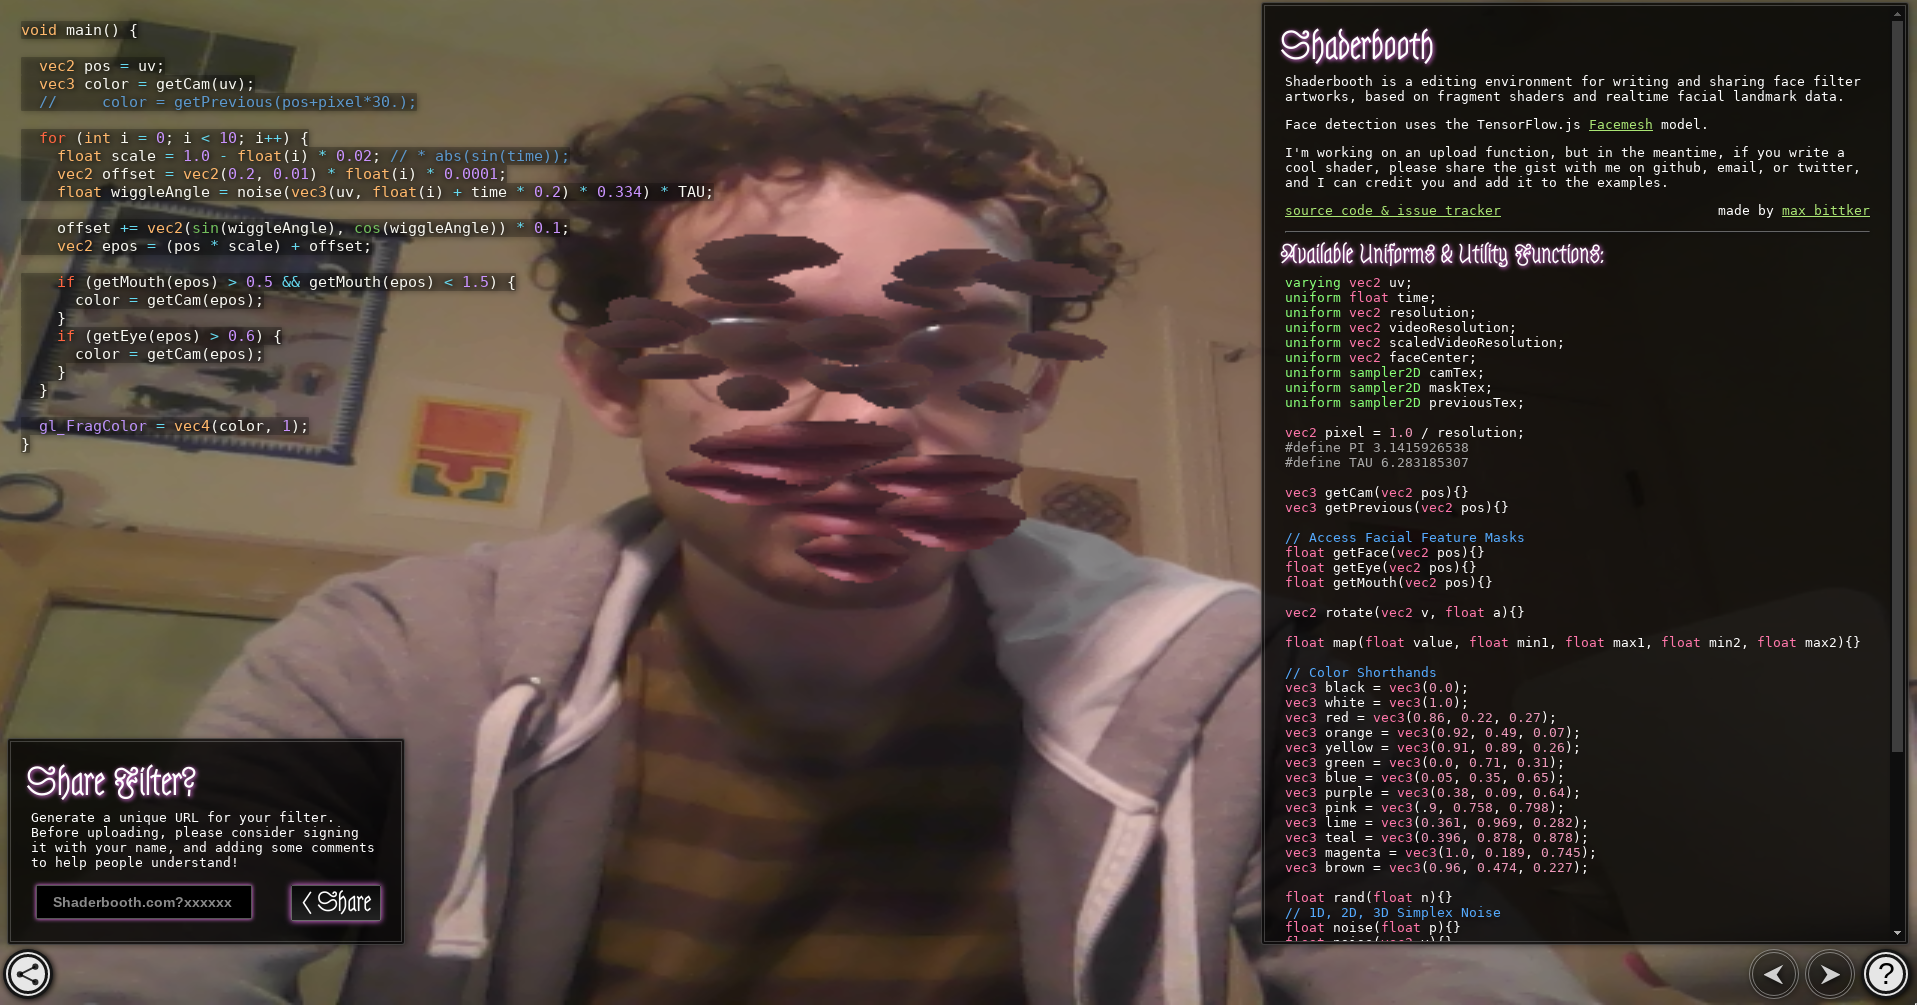 void main() {
vec2 pos = uv;
vec3 color = getCam(uv);
//     color = getPrevious(pos+pixel*30.);
for (int i = 0; i < 10; i++) {
float scale = 1.0 - float(i) * 0.02; // * abs(sin(time));
vec2 offset = vec2(0.2, 0.01) * float(i) * 0.0001;
float wiggleAngle = noise(vec3(uv, float(i) + time * 0.2) * 0.334) * TAU;
offset += vec2(sin(wiggleAngle), cos(wiggleAngle)) * 0.1;
vec2 epos = (pos * scale) + offset;
if (getMouth(epos) > 0.5 && getMouth(epos) < 1.5) {
color = getCam(epos);
}
if (getEye(epos) > 0.6) {
color = getCam(epos);
}
}
gl_FragColor = vec4(color, 1);
}
Share Filter?
Generate a unique URL for your filter.
Before uploading, please consider signing
it with your name, and adding some comments
to help people understand!
Shaderbooth.com?xxxxxx
< Share
Shaderbooth
Shaderbooth is a editing environment for writing and sharing face filter
artworks, based on fragment shaders and realtime facial landmark data.
Face detection uses the TensorFlow.js Facemesh model.
I'm working on an upload function, but in the meantime, if you write a
cool shader, please share the gist with me on github, email, or twitter,
and I can credit you and add it to the examples.
source code & issue tracker made by max bittker
Available Uniforms & Utility Functions:
varying vec2 uv;
uniform float time;
uniform vec2 resolution;
uniform vec2 videoResolution;
uniform vec2 scaledVideoResolution;
uniform vec2 faceCenter;
uniform sampler2D camTex;
uniform sampler2D maskTex;
uniform sampler2D previousTex;
vec2 pixel = 1.0 / resolution;
#define PI 3.1415926538
#define TAU 6.283185307
vec3 getCam(vec2 pos){}
vec3 getPrevious(vec2 pos){}
// Access Facial Feature Masks
float getFace(vec2 pos){}
float getEye(vec2 pos){}
float getMouth(vec2 pos){}
vec2 rotate(vec2 v, float a){}
float map(float value, float min1, float max1, float min2, float max2){}
// Color Shorthands
vec3 black = vec3(0.0);
vec3 white = vec3(1.0);
vec3 red = vec3(0.86, 0.22, 0.27);
vec3 orange = vec3(0.92, 0.49, 0.07);
vec3 yellow = vec3(0.91, 0.89, 0.26);
vec3 green = vec3(0.0, 0.71, 0.31);
vec3 blue = vec3(0.05, 0.35, 0.65);
vec3 purple = vec3(0.38, 0.09, 0.64);
vec3 pink = vec3(.9, 0.758, 0.798);
vec3 lime = vec3(0.361, 0.969, 0.282);
vec3 teal = vec3(0.396, 0.878, 0.878);
vec3 magenta = vec3(1.0, 0.189, 0.745);
vec3 brown = vec3(0.96, 0.474, 0.227);
float rand(float n){}
// 1D, 2D, 3D Simplex Noise
float noise(float p){}
?